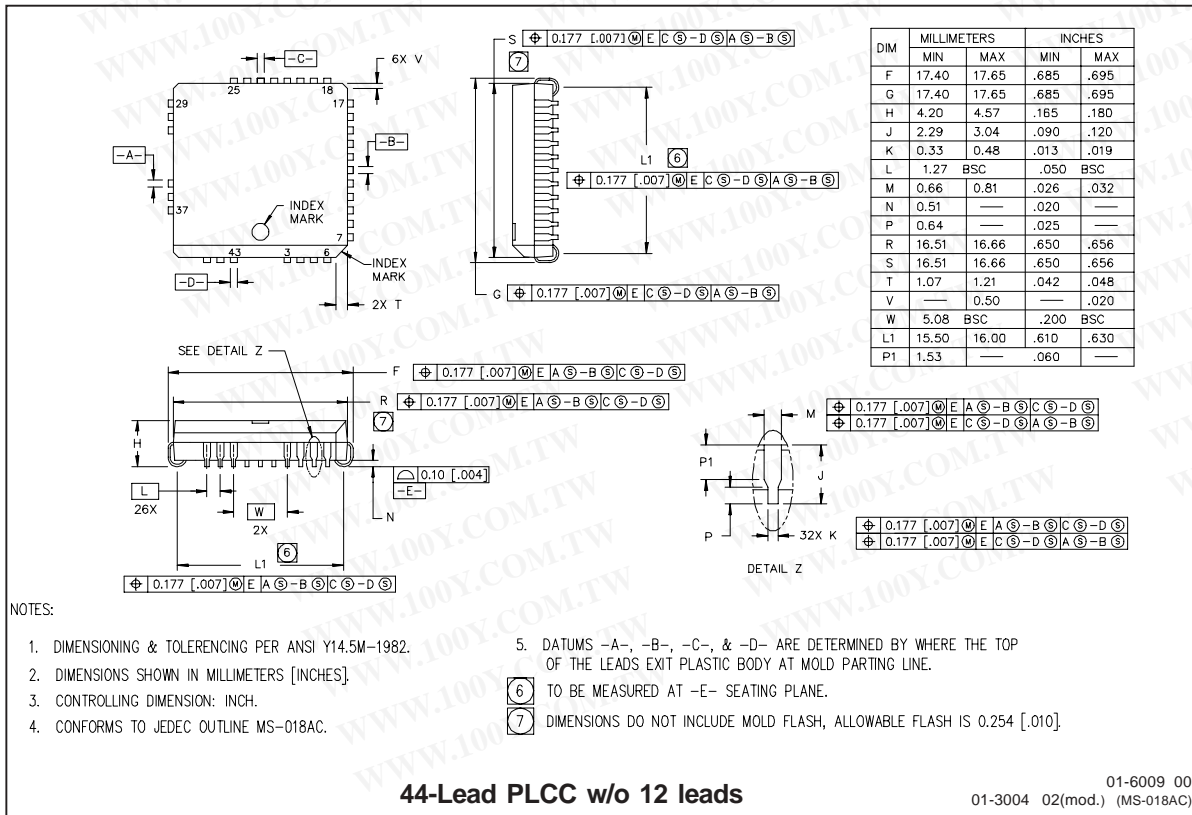 -C-
6X V
25
18
29
17
-B-
-A-
37
INDEX
MARK
7
43
3
6
INDEX
MARK
-D-
2X T
S ⌖ 0.177 [.007]Ⓜ E C Ⓢ-D Ⓢ A Ⓢ-B Ⓢ
7
L1 6
⌖ 0.177 [.007]Ⓜ E C Ⓢ-D Ⓢ A Ⓢ-B Ⓢ
G ⌖ 0.177 [.007]Ⓜ E C Ⓢ-D Ⓢ A Ⓢ-B Ⓢ
DIM MILLIMETERS INCHES
MIN MAX MIN MAX
F 17.40 17.65 .685 .695
G 17.40 17.65 .685 .695
H 4.20 4.57 .165 .180
J 2.29 3.04 .090 .120
K 0.33 0.48 .013 .019
L 1.27 BSC .050 BSC
M 0.66 0.81 .026 .032
N 0.51 — .020 —
P 0.64 — .025 —
R 16.51 16.66 .650 .656
S 16.51 16.66 .650 .656
T 1.07 1.21 .042 .048
V — 0.50 — .020
W 5.08 BSC .200 BSC
L1 15.50 16.00 .610 .630
P1 1.53 — .060 —
SEE DETAIL Z
F ⌖ 0.177 [.007]Ⓜ E A Ⓢ-B Ⓢ C Ⓢ-D Ⓢ
R ⌖ 0.177 [.007]Ⓜ E A Ⓢ-B Ⓢ C Ⓢ-D Ⓢ
7
H
⌓ 0.10 [.004]
-E-
L
26X
W
2X
N
L1 6
⌖ 0.177 [.007]Ⓜ E A Ⓢ-B Ⓢ C Ⓢ-D Ⓢ
M ⌖ 0.177 [.007]Ⓜ E A Ⓢ-B Ⓢ C Ⓢ-D Ⓢ
⌖ 0.177 [.007]Ⓜ E C Ⓢ-D Ⓢ A Ⓢ-B Ⓢ
P1
J
P
32X K
⌖ 0.177 [.007]Ⓜ E A Ⓢ-B Ⓢ C Ⓢ-D Ⓢ
⌖ 0.177 [.007]Ⓜ E C Ⓢ-D Ⓢ A Ⓢ-B Ⓢ
DETAIL Z
NOTES:
1. DIMENSIONING & TOLERENCING PER ANSI Y14.5M-1982.
2. DIMENSIONS SHOWN IN MILLIMETERS [INCHES].
3. CONTROLLING DIMENSION: INCH.
4. CONFORMS TO JEDEC OUTLINE MS-018AC.
5. DATUMS -A-, -B-, -C-, & -D- ARE DETERMINED BY WHERE THE TOP
OF THE LEADS EXIT PLASTIC BODY AT MOLD PARTING LINE.
6 TO BE MEASURED AT -E- SEATING PLANE.
7 DIMENSIONS DO NOT INCLUDE MOLD FLASH, ALLOWABLE FLASH IS 0.254 [.010].
44-Lead PLCC w/o 12 leads
01-6009 00
01-3004 02(mod.) (MS-018AC)
WWW.100Y.COM.TW